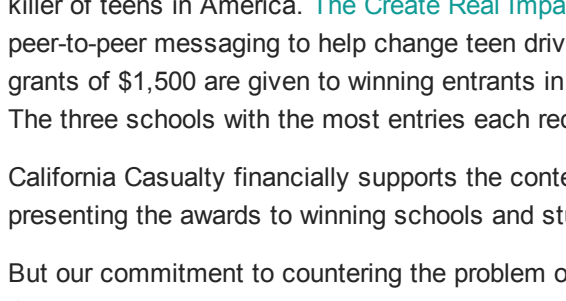 killer of teens in America. The Create Real Impa
peer-to-peer messaging to help change teen driv
grants of $1,500 are given to winning entrants in
The three schools with the most entries each rec
California Casualty financially supports the conte
presenting the awards to winning schools and stu
But our commitment to countering the problem o